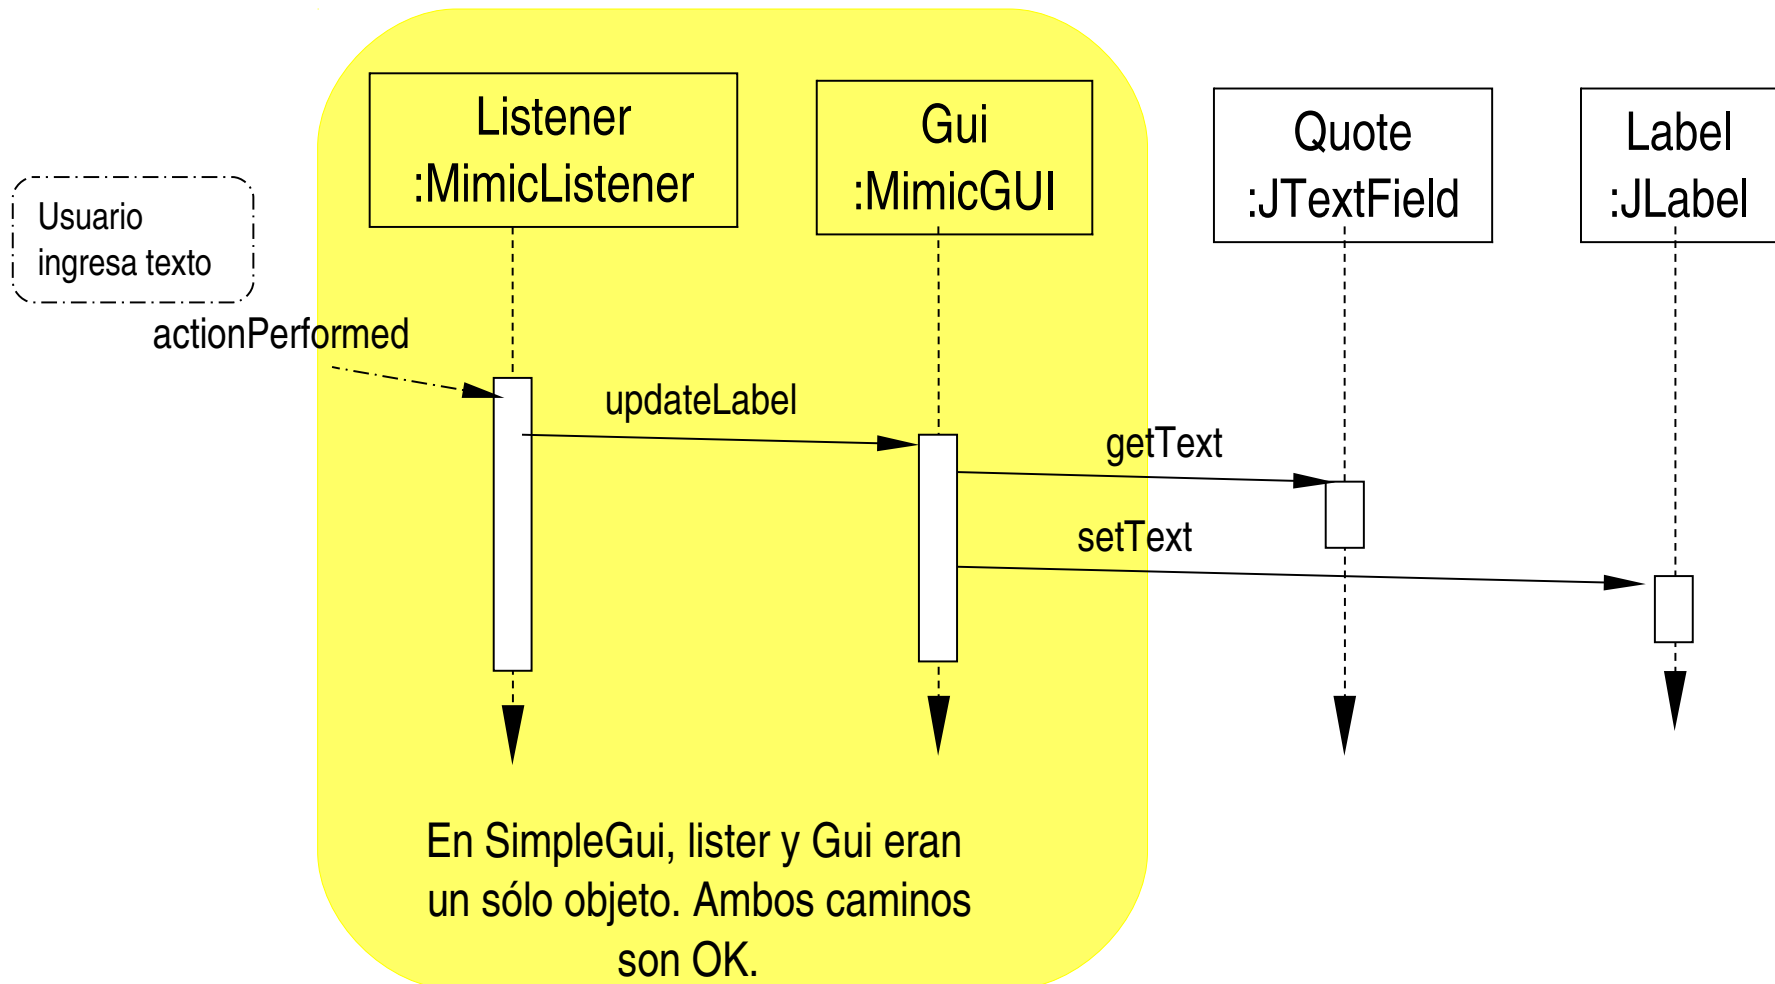 Listener
:MimicListener
Gui
:MimicGUI
Quote
:JTextField
Label
:JLabel
Usuario
ingresa texto
actionPerformed
updateLabel
getText
setText
En SimpleGui, lister y Gui eran
un sólo objeto. Ambos caminos
son OK.